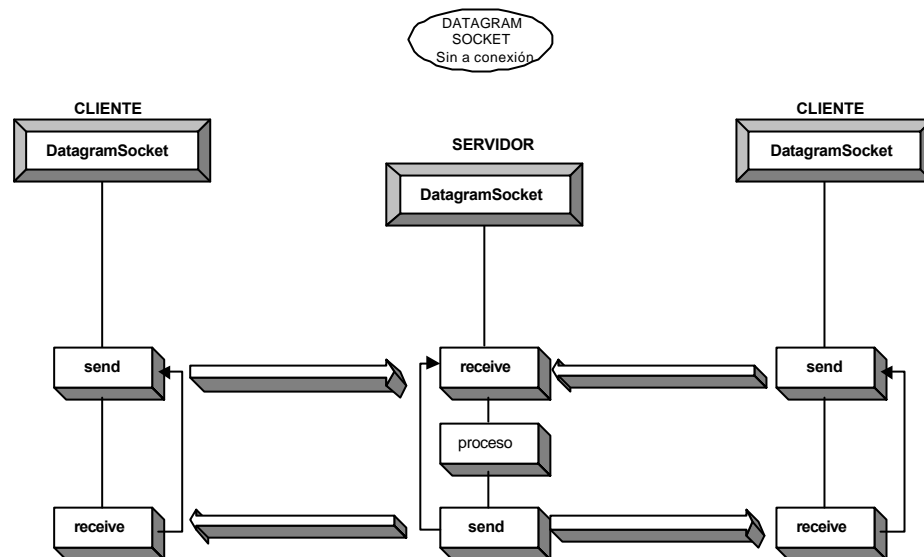 DATAGRAM
SOCKET
Sin a conexión
CLIENTE
CLIENTE
SERVIDOR
DatagramSocket
DatagramSocket
DatagramSocket
send
receive
send
proceso
receive
send
receive